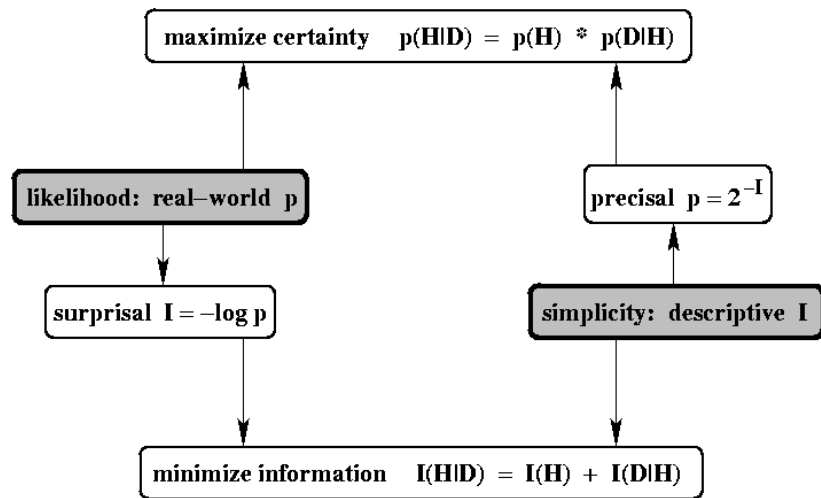 maximize certainty p(H|D) = p(H) * p(D|H)
likelihood: real-world p
precisal p = 2^-I
surprisal I = -log p
simplicity: descriptive I
minimize information I(H|D) = I(H) + I(D|H)